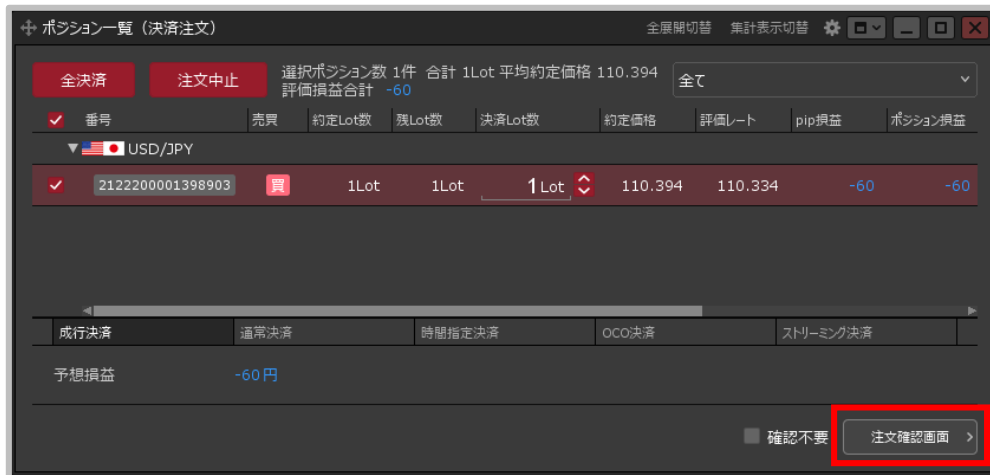 ポジション一覧（決済注文） 全展開切替 集計表示切替
全決済 注文中止 選択ポジション数 1件 合計 1Lot 平均約定価格 110.394 全て
評価損益合計 -60
番号 売買 約定Lot数 残Lot数 決済Lot数 約定価格 評価レート pip損益 ポジション損益
▼ USD/JPY
2122200001398903 買 1Lot 1Lot 1 Lot 110.394 110.334 -60 -60
成行決済 通常決済 時間指定決済 OCO決済 ストリーミング決済
予想損益 -60円
確認不要 注文確認画面 >